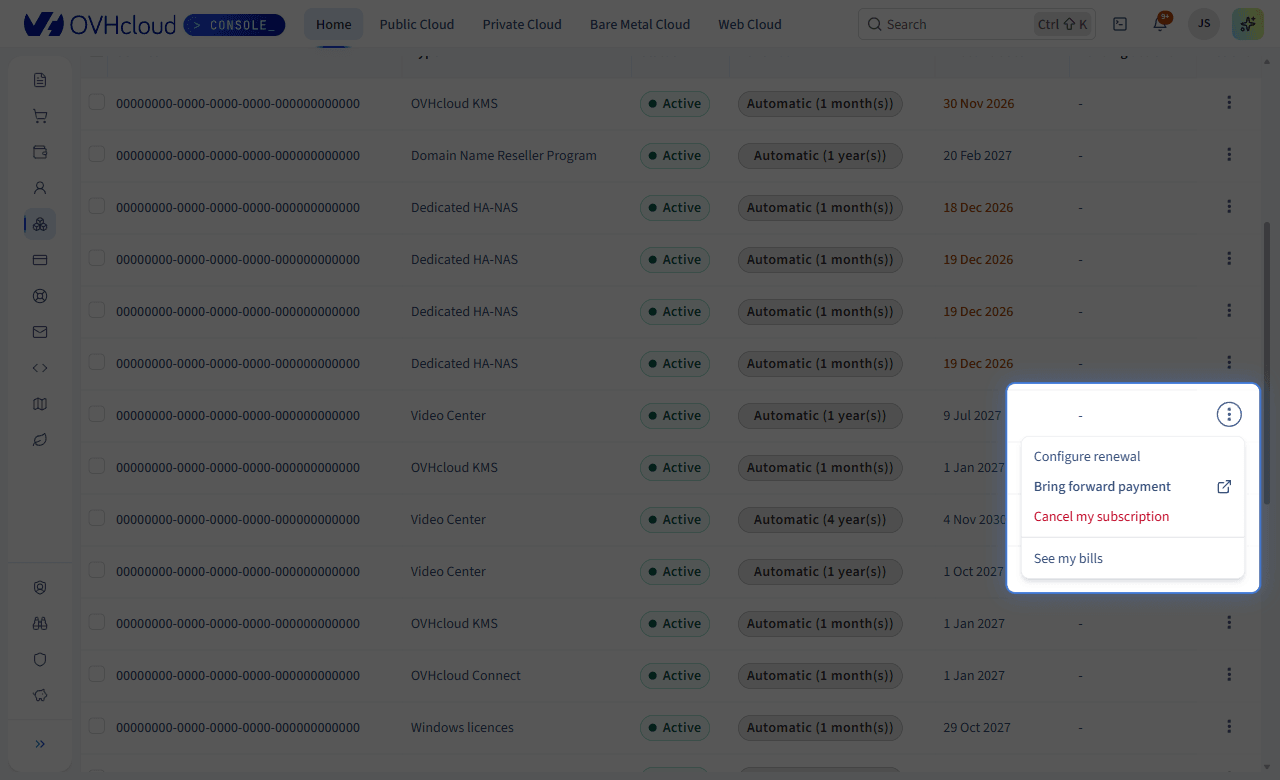 OVHcloud > CONSOLE_ Home Public Cloud Private Cloud Bare Metal Cloud Web Cloud Search Ctrl K 9+ JS
00000000-0000-0000-0000-000000000000 OVHcloud KMS Active Automatic (1 month(s)) 30 Nov 2026 -
00000000-0000-0000-0000-000000000000 Domain Name Reseller Program Active Automatic (1 year(s)) 20 Feb 2027 -
00000000-0000-0000-0000-000000000000 Dedicated HA-NAS Active Automatic (1 month(s)) 18 Dec 2026 -
00000000-0000-0000-0000-000000000000 Dedicated HA-NAS Active Automatic (1 month(s)) 19 Dec 2026 -
00000000-0000-0000-0000-000000000000 Dedicated HA-NAS Active Automatic (1 month(s)) 19 Dec 2026 -
00000000-0000-0000-0000-000000000000 Dedicated HA-NAS Active Automatic (1 month(s)) 19 Dec 2026 -
00000000-0000-0000-0000-000000000000 Video Center Active Automatic (1 year(s)) 9 Jul 2027 -
Configure renewal
00000000-0000-0000-0000-000000000000 OVHcloud KMS Active Automatic (1 month(s)) 1 Jan 2027
Bring forward payment
00000000-0000-0000-0000-000000000000 Video Center Active Automatic (4 year(s)) 4 Nov 2030
Cancel my subscription
See my bills
00000000-0000-0000-0000-000000000000 Video Center Active Automatic (1 year(s)) 1 Oct 2027
00000000-0000-0000-0000-000000000000 OVHcloud KMS Active Automatic (1 month(s)) 1 Jan 2027 -
00000000-0000-0000-0000-000000000000 OVHcloud Connect Active Automatic (1 month(s)) 1 Jan 2027 -
00000000-0000-0000-0000-000000000000 Windows licences Active Automatic (1 month(s)) 29 Oct 2027 -